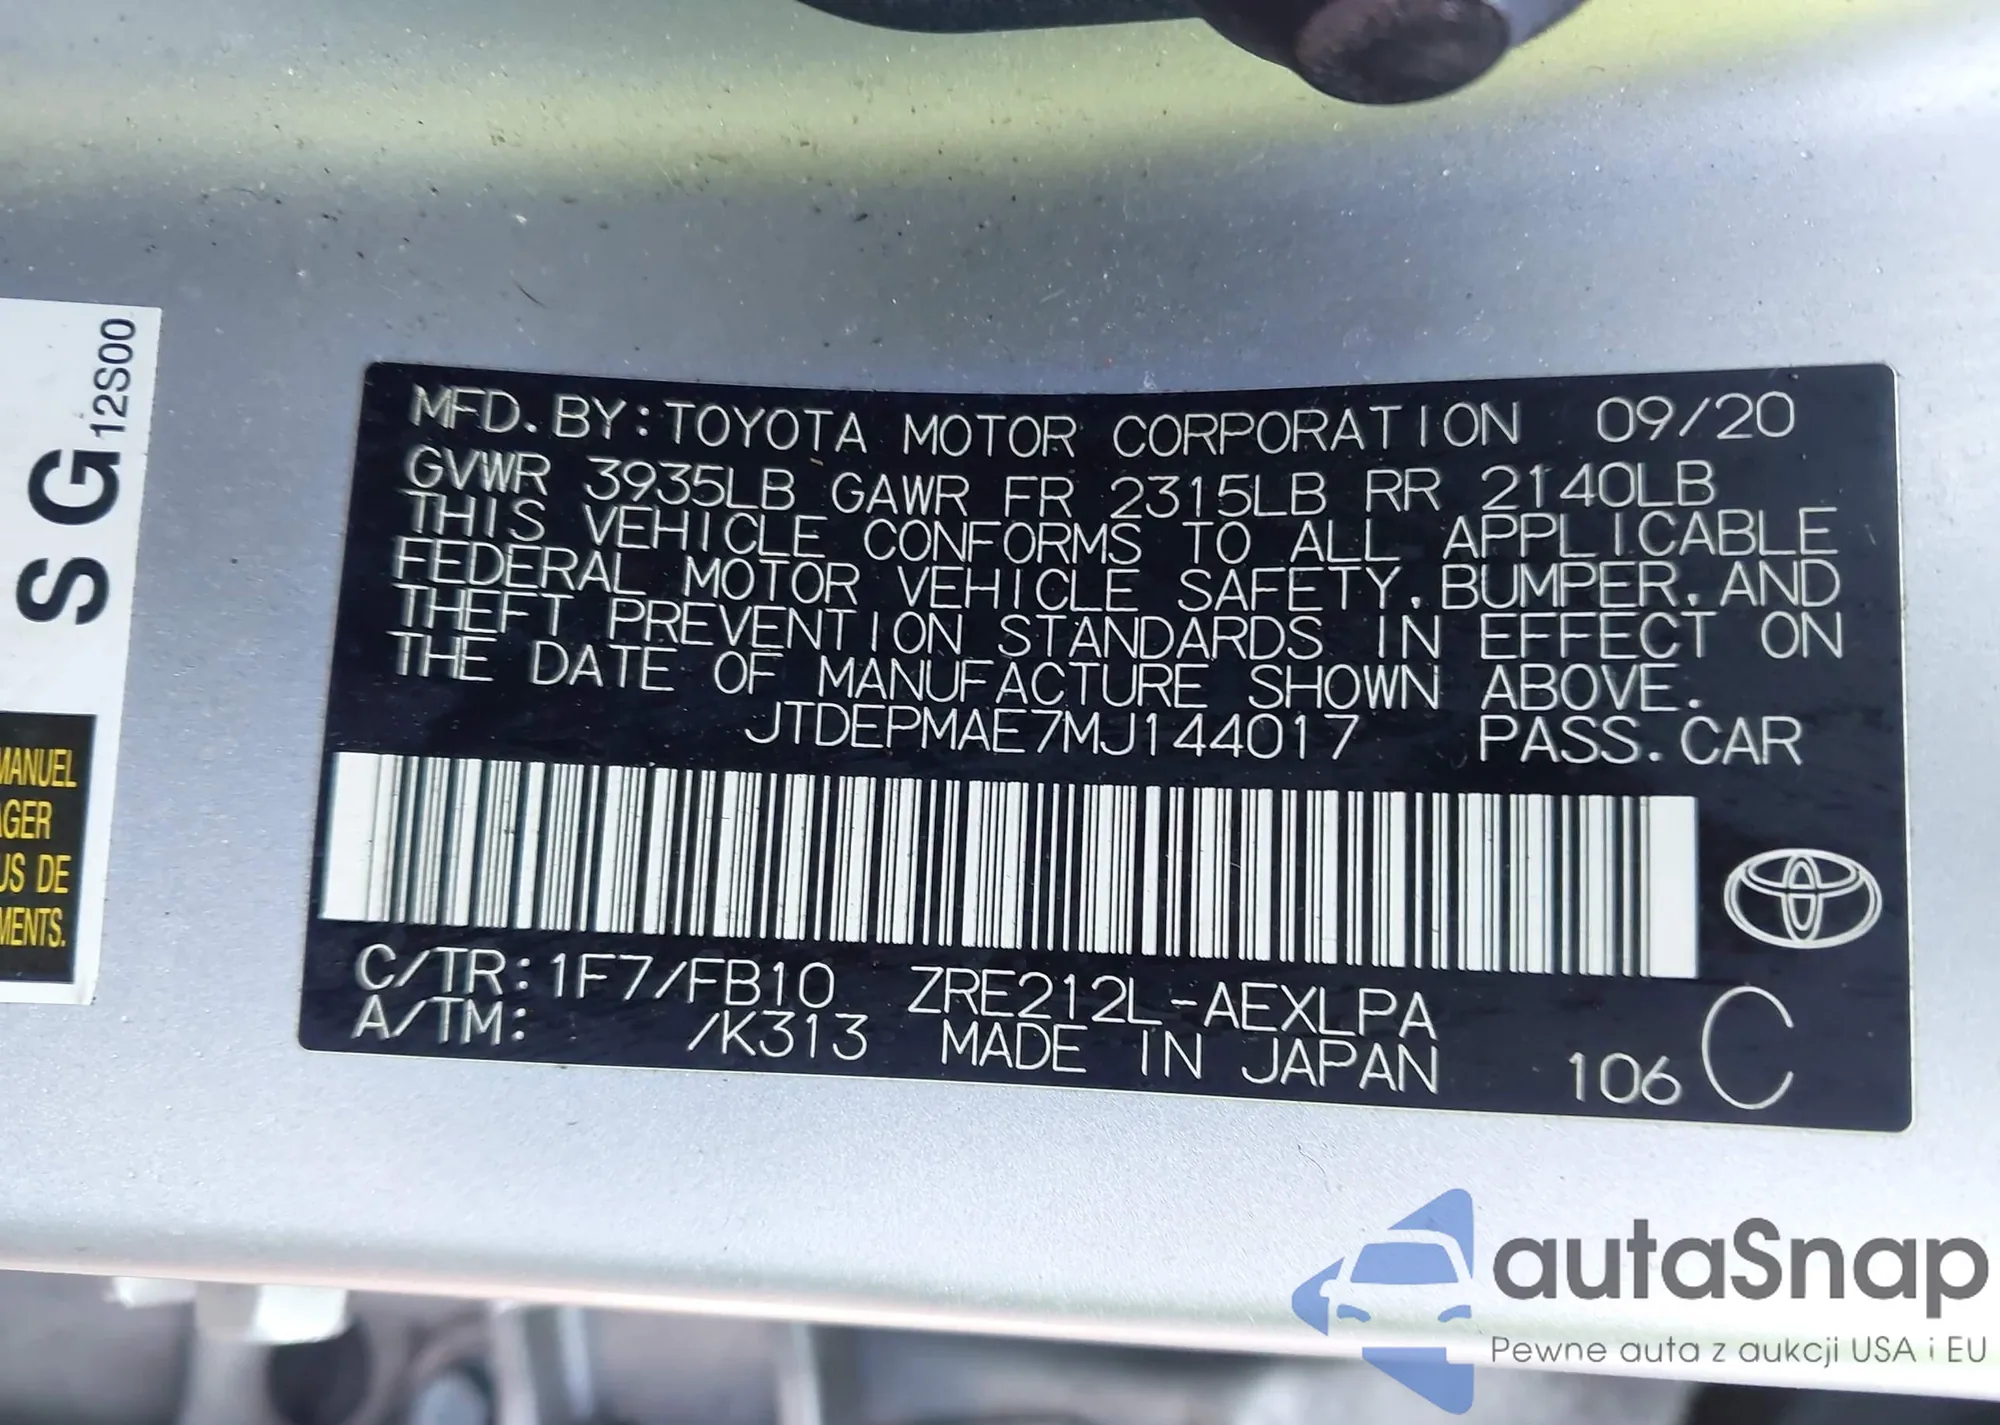 MFD.BY:TOYOTA MOTOR CORPORATION 09/20
GVWR 3935LB GAWR FR 2315LB RR 2140LB
THIS VEHICLE CONFORMS TO ALL APPLICABLE
FEDERAL MOTOR VEHICLE SAFETY, BUMPER, AND
THEFT PREVENTION STANDARDS IN EFFECT ON
THE DATE OF MANUFACTURE SHOWN ABOVE.
JTDEPMAE7MJ144017 PASS.CAR
C/TR:1F7/FB10 ZRE212L-AEXLPA
A/TM: /K313 MADE IN JAPAN 106 C
SG12S00
MANUEL
US DE
autaSnap
Pewne auta z aukcji USA i EU